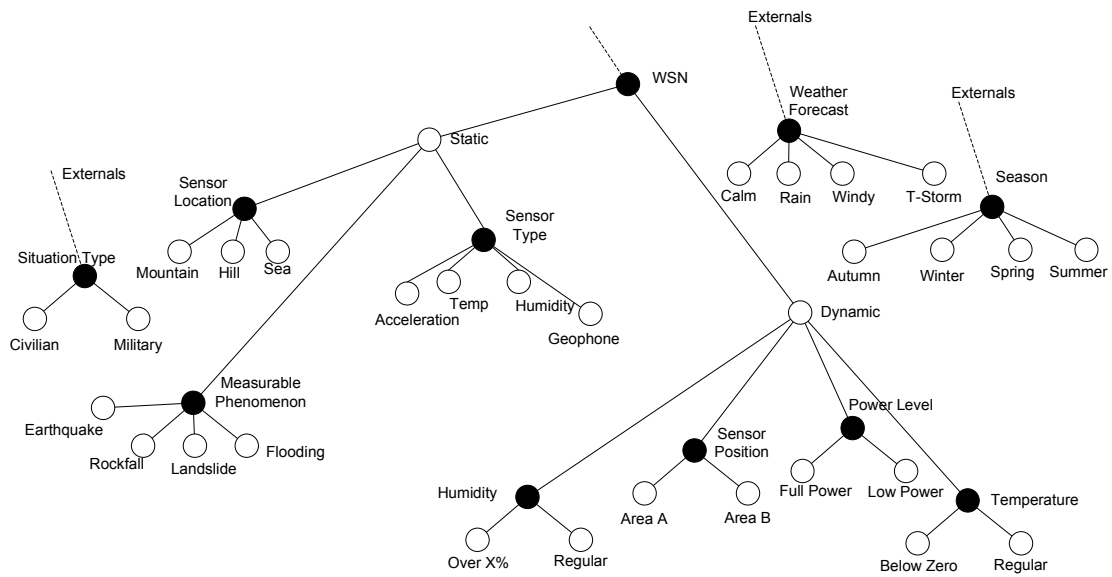 Externals
WSN
Weather
Forecast
Externals
Static
Calm
Rain
Windy
T-Storm
Season
Externals
Sensor
Location
Sensor
Type
Mountain
Hill
Sea
Autumn
Winter
Spring
Summer
Situation Type
Acceleration
Temp
Humidity
Geophone
Dynamic
Civilian
Military
Measurable
Phenomenon
Earthquake
Rockfall
Landslide
Flooding
Power Level
Sensor
Position
Full Power
Low Power
Humidity
Area A
Area B
Temperature
Over X%
Regular
Below Zero
Regular